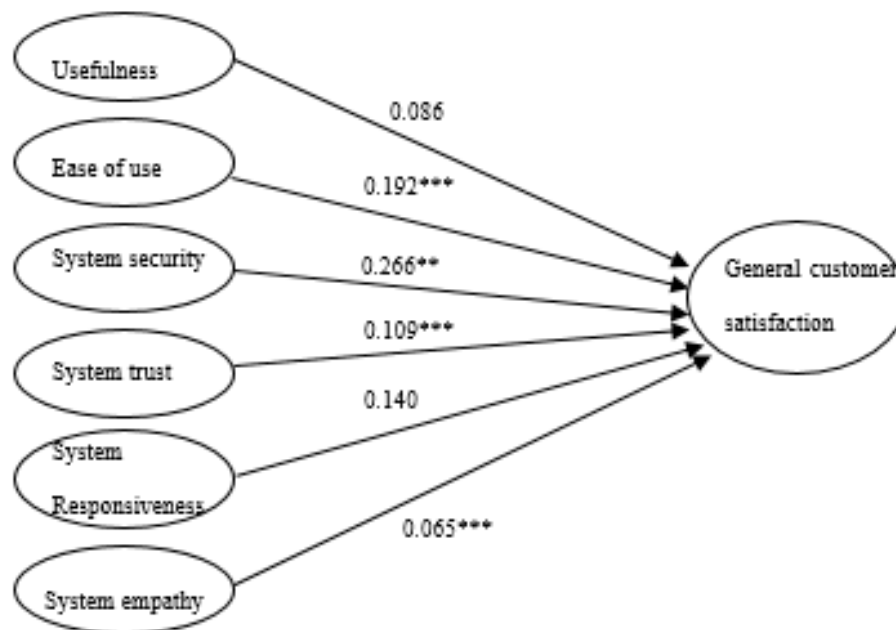 Usefulness
0.086
Ease of use
0.192***
System security
0.266**
General customer
satisfaction
0.109***
System trust
0.140
System
Responsiveness
0.065***
System empathy